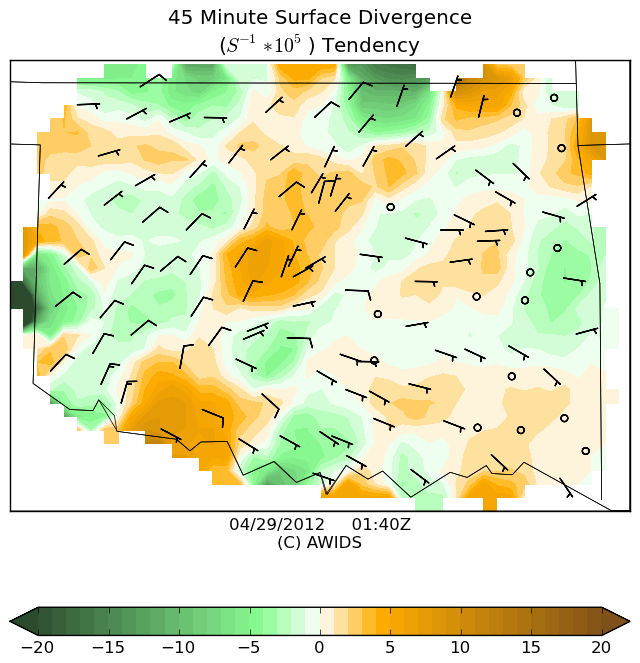 45 Minute Surface Divergence
(S⁻¹ * 10⁵ ) Tendency
04/29/2012 01:40Z
(C) AWIDS
−20 −15 −10 −5 0 5 10 15 20